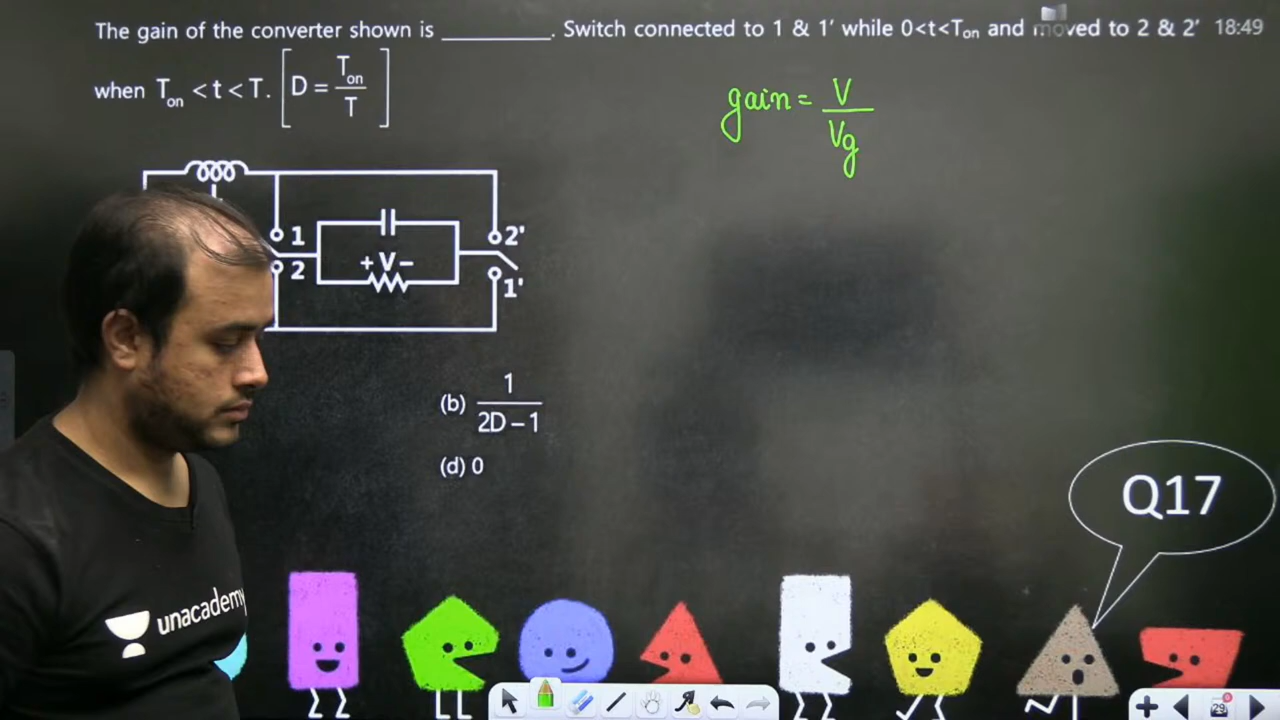 The gain of the converter shown is ________. Switch connected to 1 & 1' while 0<t<Ton and moved to 2 & 2' 18:49
when Ton < t < T. [D = Ton/T]
gain = V/Vg
1
2'
2
+ V -
1'
(b) 1/(2D - 1)
(d) 0
Q17
unacademy
29